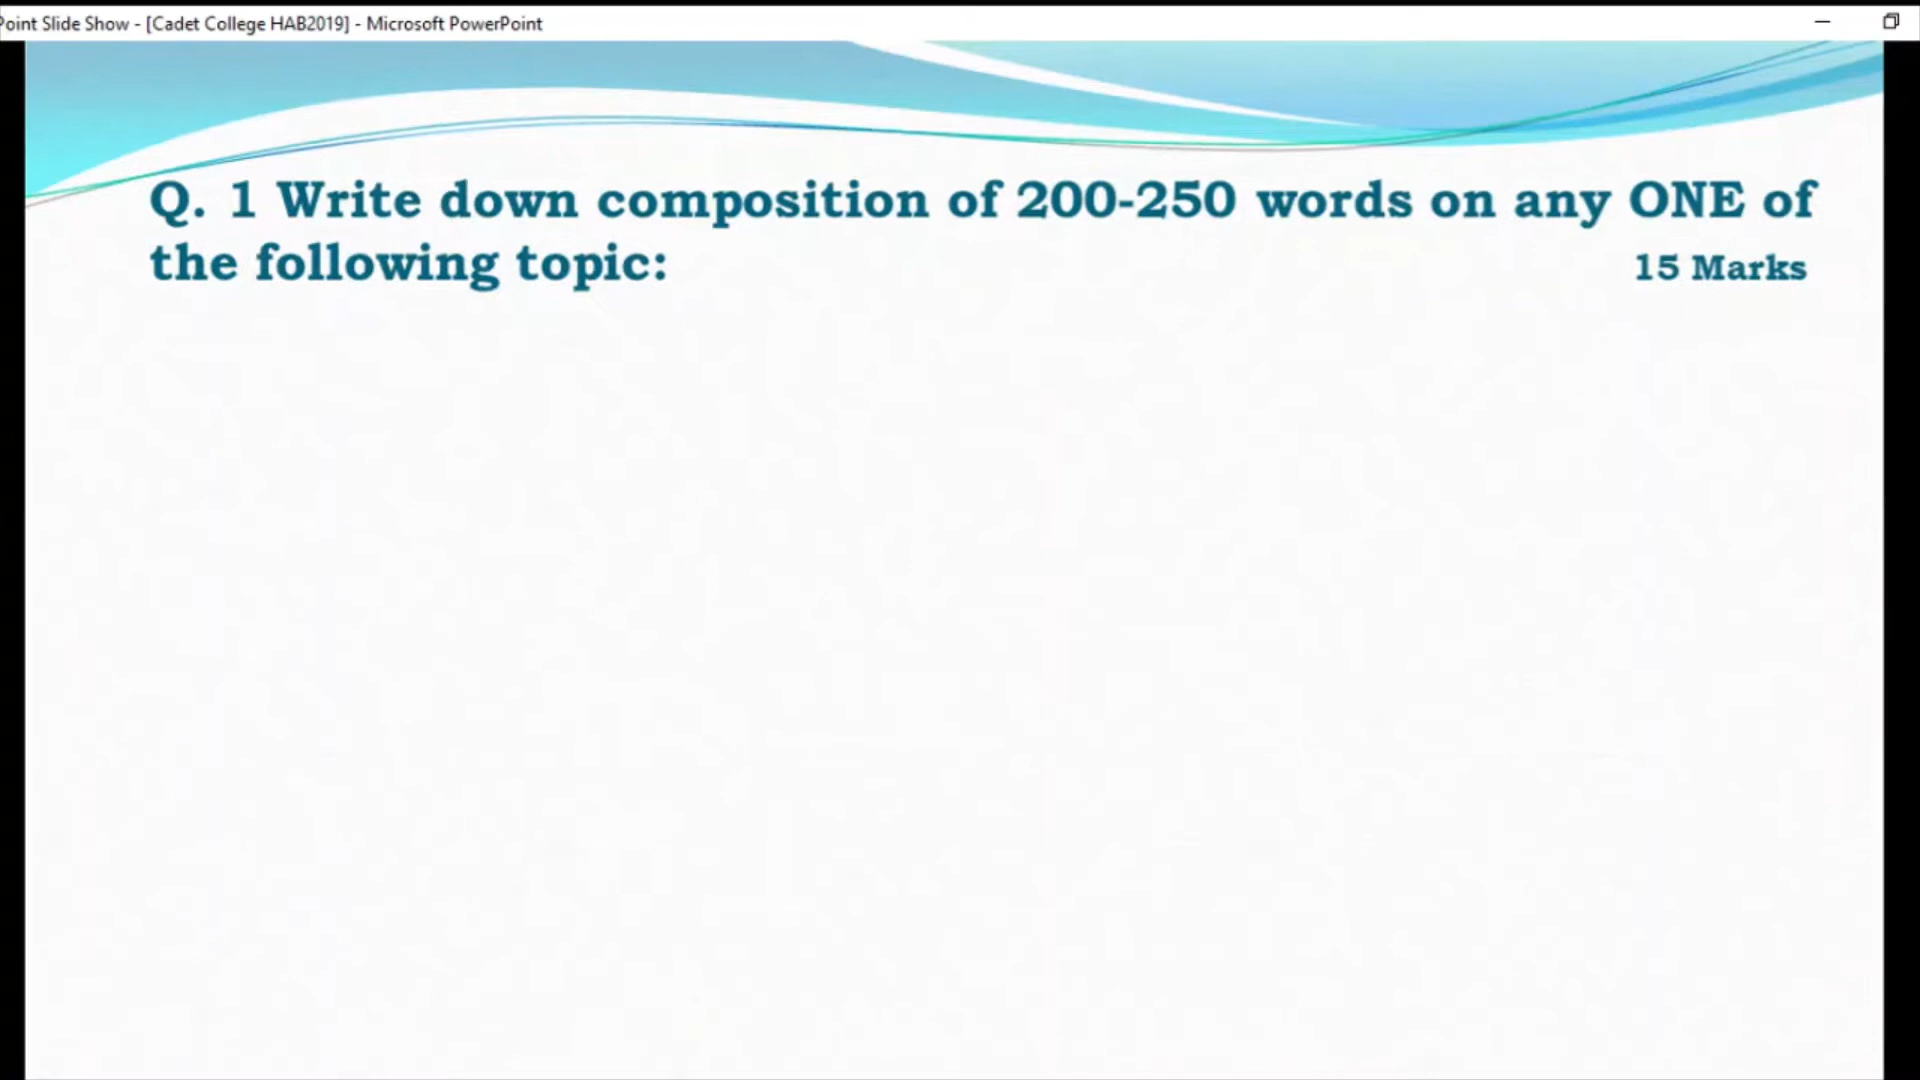 Point Slide Show - [Cadet College HAB2019] - Microsoft PowerPoint
Q. 1 Write down composition of 200-250 words on any ONE of
the following topic: 15 Marks